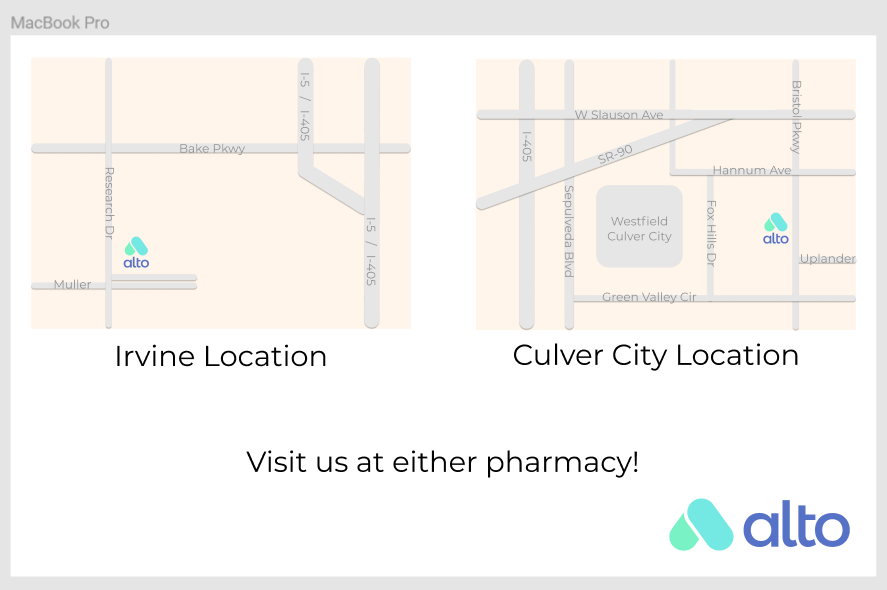 MacBook Pro
I-5 / I-405
Bake Pkwy
Research Dr
I-5 / I-405
alto
Muller
Irvine Location
W Slauson Ave
Bristol Pkwy
I-405
SR-90
Hannum Ave
Sepulveda Blvd
Westfield
Culver City
Fox Hills Dr
alto
Uplander
Green Valley Cir
Culver City Location
Visit us at either pharmacy!
alto